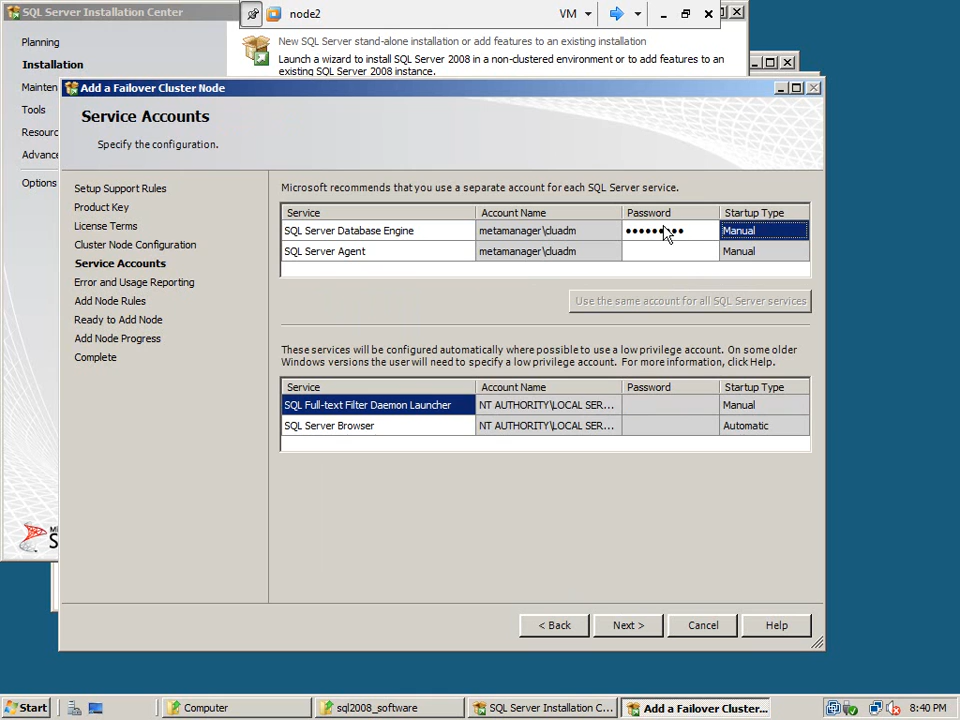 SQL Server Installation Center
node2
VM
Planning
Installation
Tools
Options
New SQL Server stand-alone installation or add features to an existing installation
Launch a wizard to install SQL Server 2008 in a non-clustered environment or to add features to an
existing SQL Server 2008 instance.
Add a Failover Cluster Node
Service Accounts
Specify the configuration.
Setup Support Rules
Product Key
License Terms
Cluster Node Configuration
Service Accounts
Error and Usage Reporting
Add Node Rules
Ready to Add Node
Add Node Progress
Complete
Microsoft recommends that you use a separate account for each SQL Server service.
Service Account Name Password Startup Type
SQL Server Database Engine metamanager\cluadm ●●●●●●●●● Manual
SQL Server Agent metamanager\cluadm Manual
Use the same account for all SQL Server services
These services will be configured automatically where possible to use a low privilege account. On some older
Windows versions the user will need to specify a low privilege account. For more information, click Help.
Service Account Name Password Startup Type
SQL Full-text Filter Daemon Launcher NT AUTHORITY\LOCAL SER... Manual
SQL Server Browser NT AUTHORITY\LOCAL SER... Automatic
< Back Next > Cancel Help
Start Computer sql2008_software SQL Server Installation C... Add a Failover Cluster... 8:40 PM